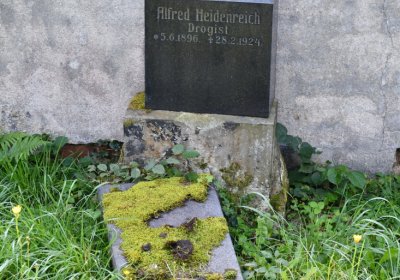 Alfred Heidenreich
Drogist
* 5.6.1896. ✝ 28.2.1924.